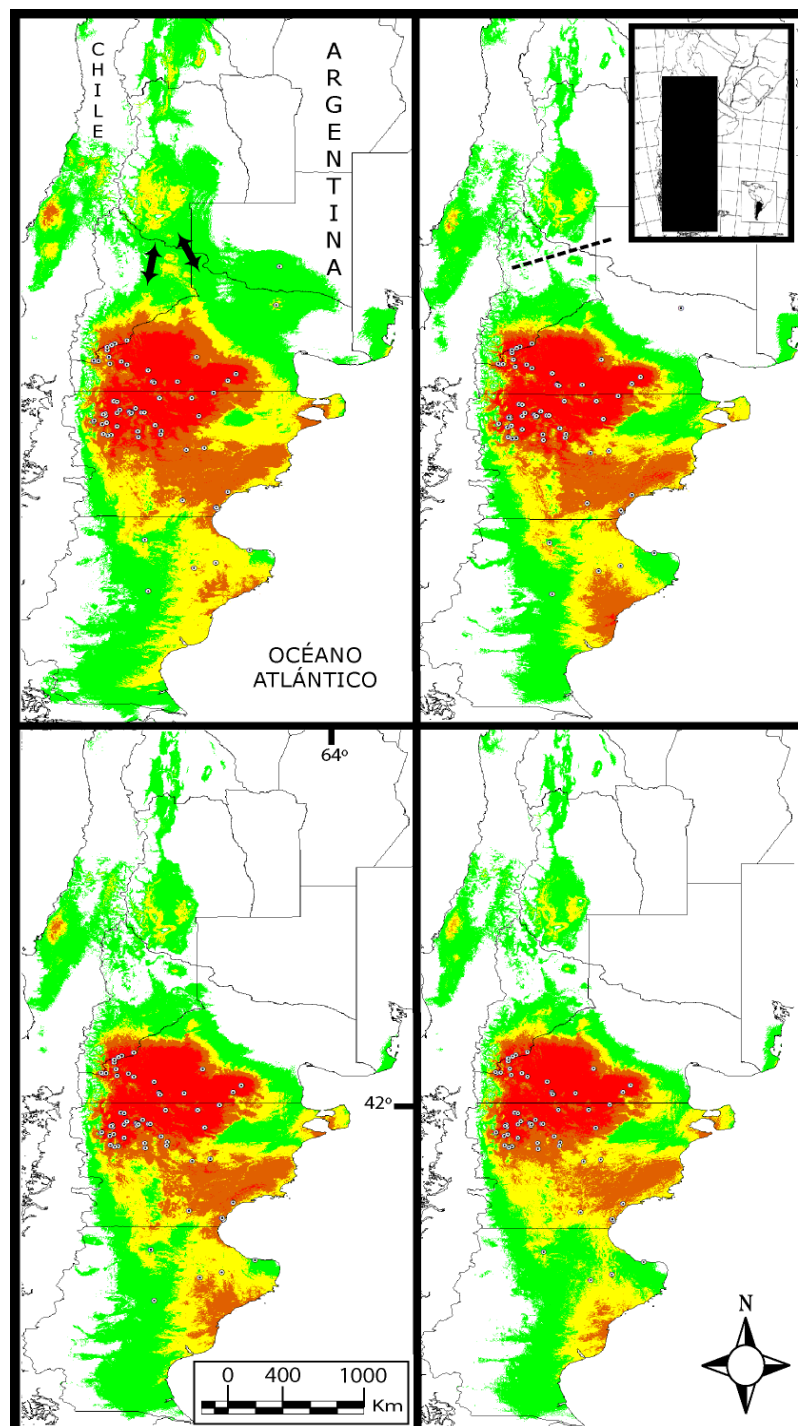 CHILE
ARGENTINA
OCÉANO
ATLÁNTICO
64º
42º
0 400 1000
Km
N